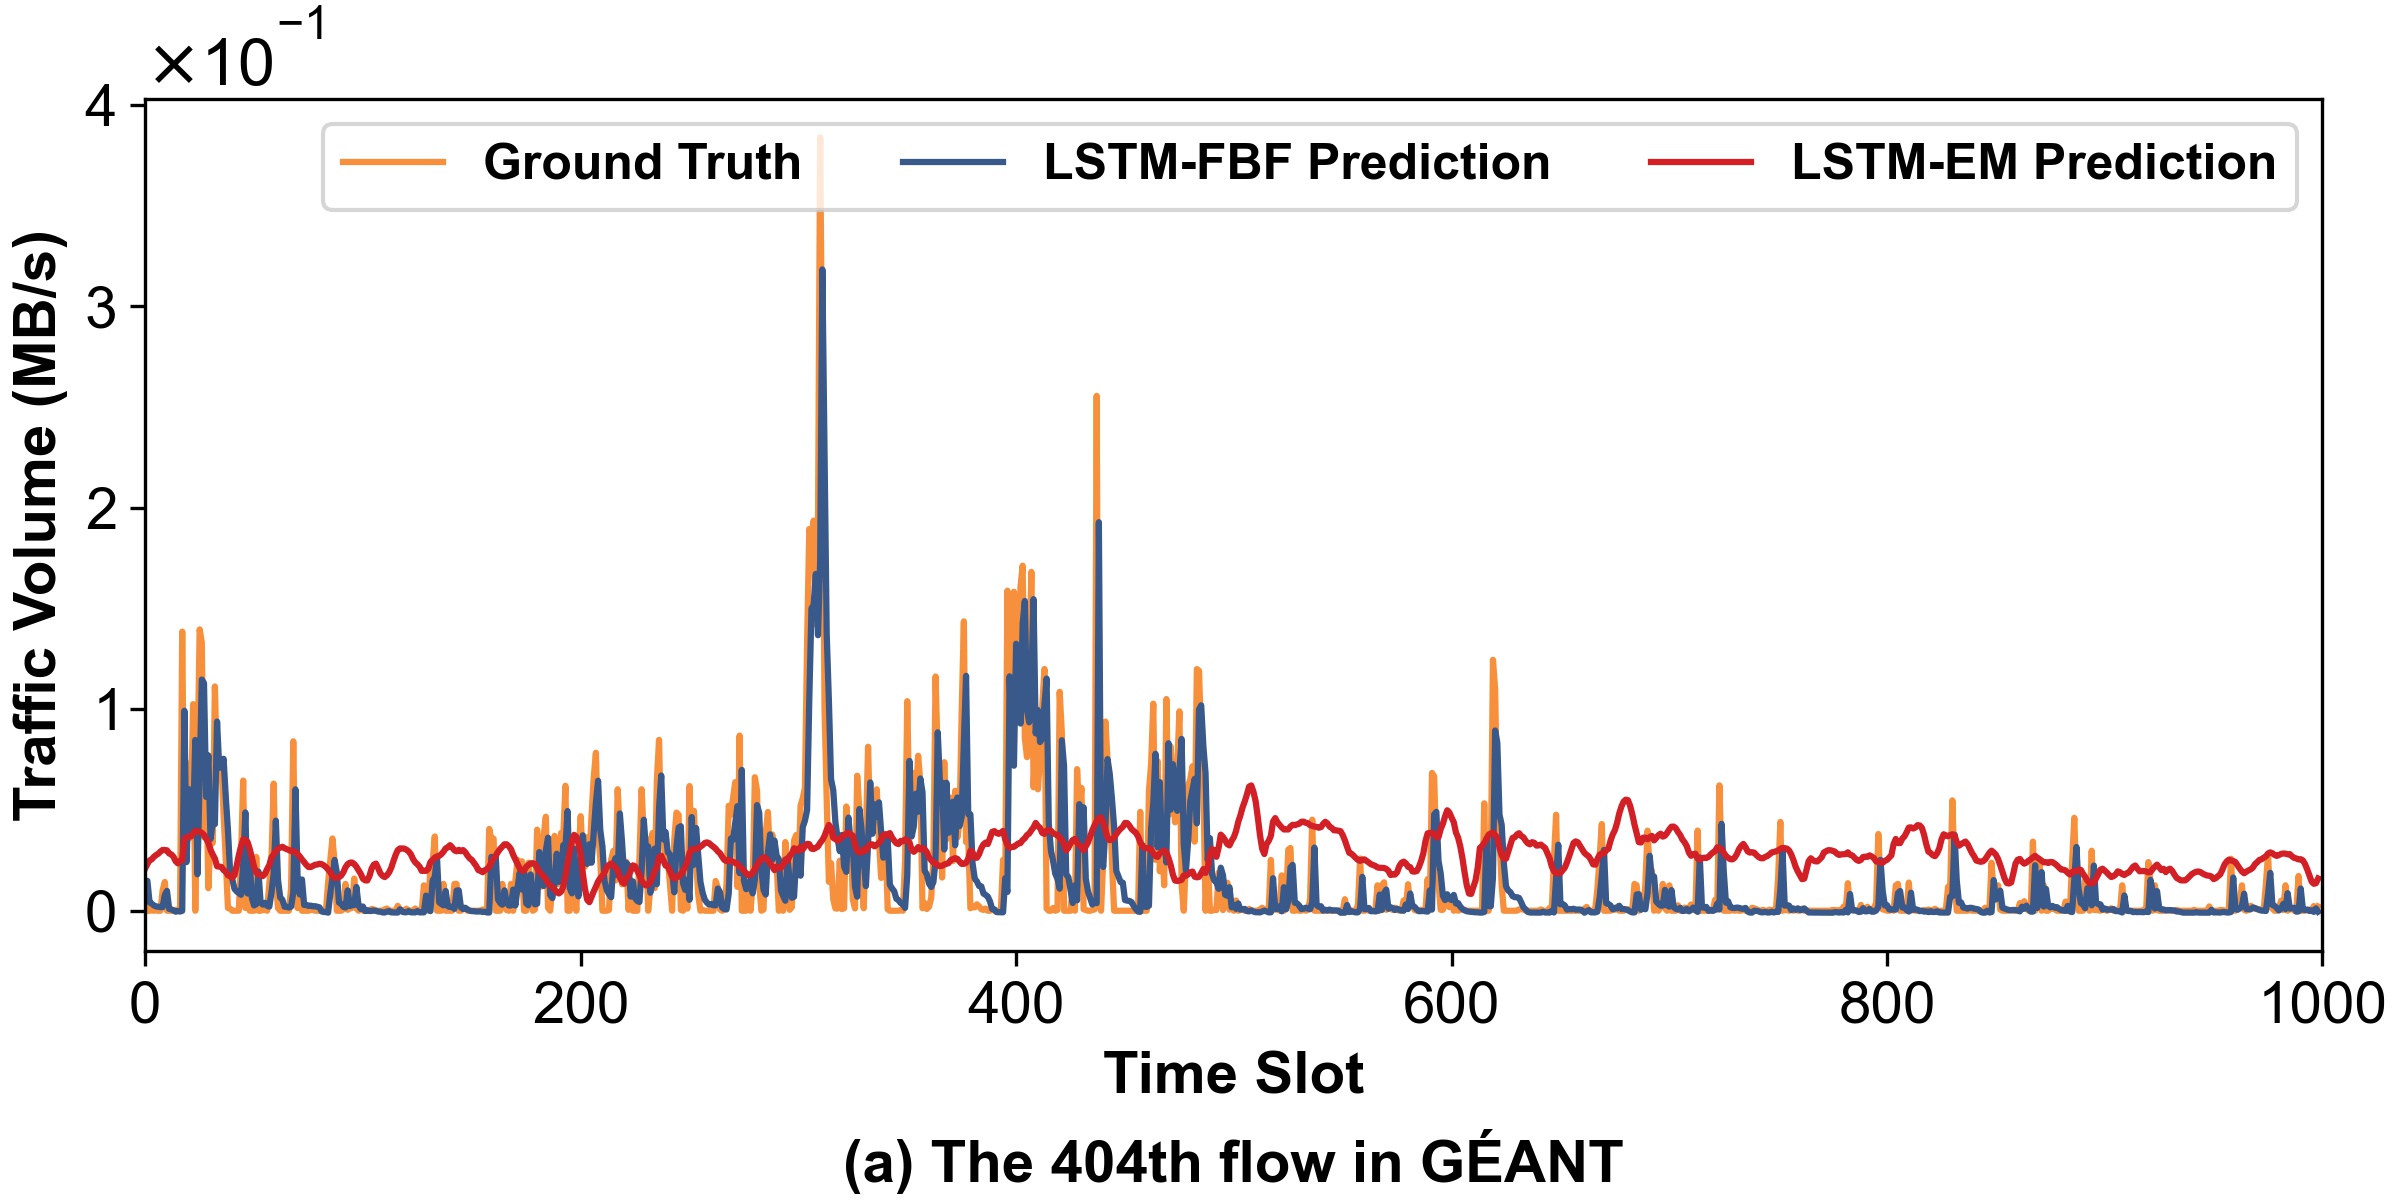 ×10⁻¹
4
3
2
1
0
Traffic Volume (MB/s)
Ground Truth LSTM-FBF Prediction LSTM-EM Prediction
0 200 400 600 800 1000
Time Slot
(a) The 404th flow in GÉANT